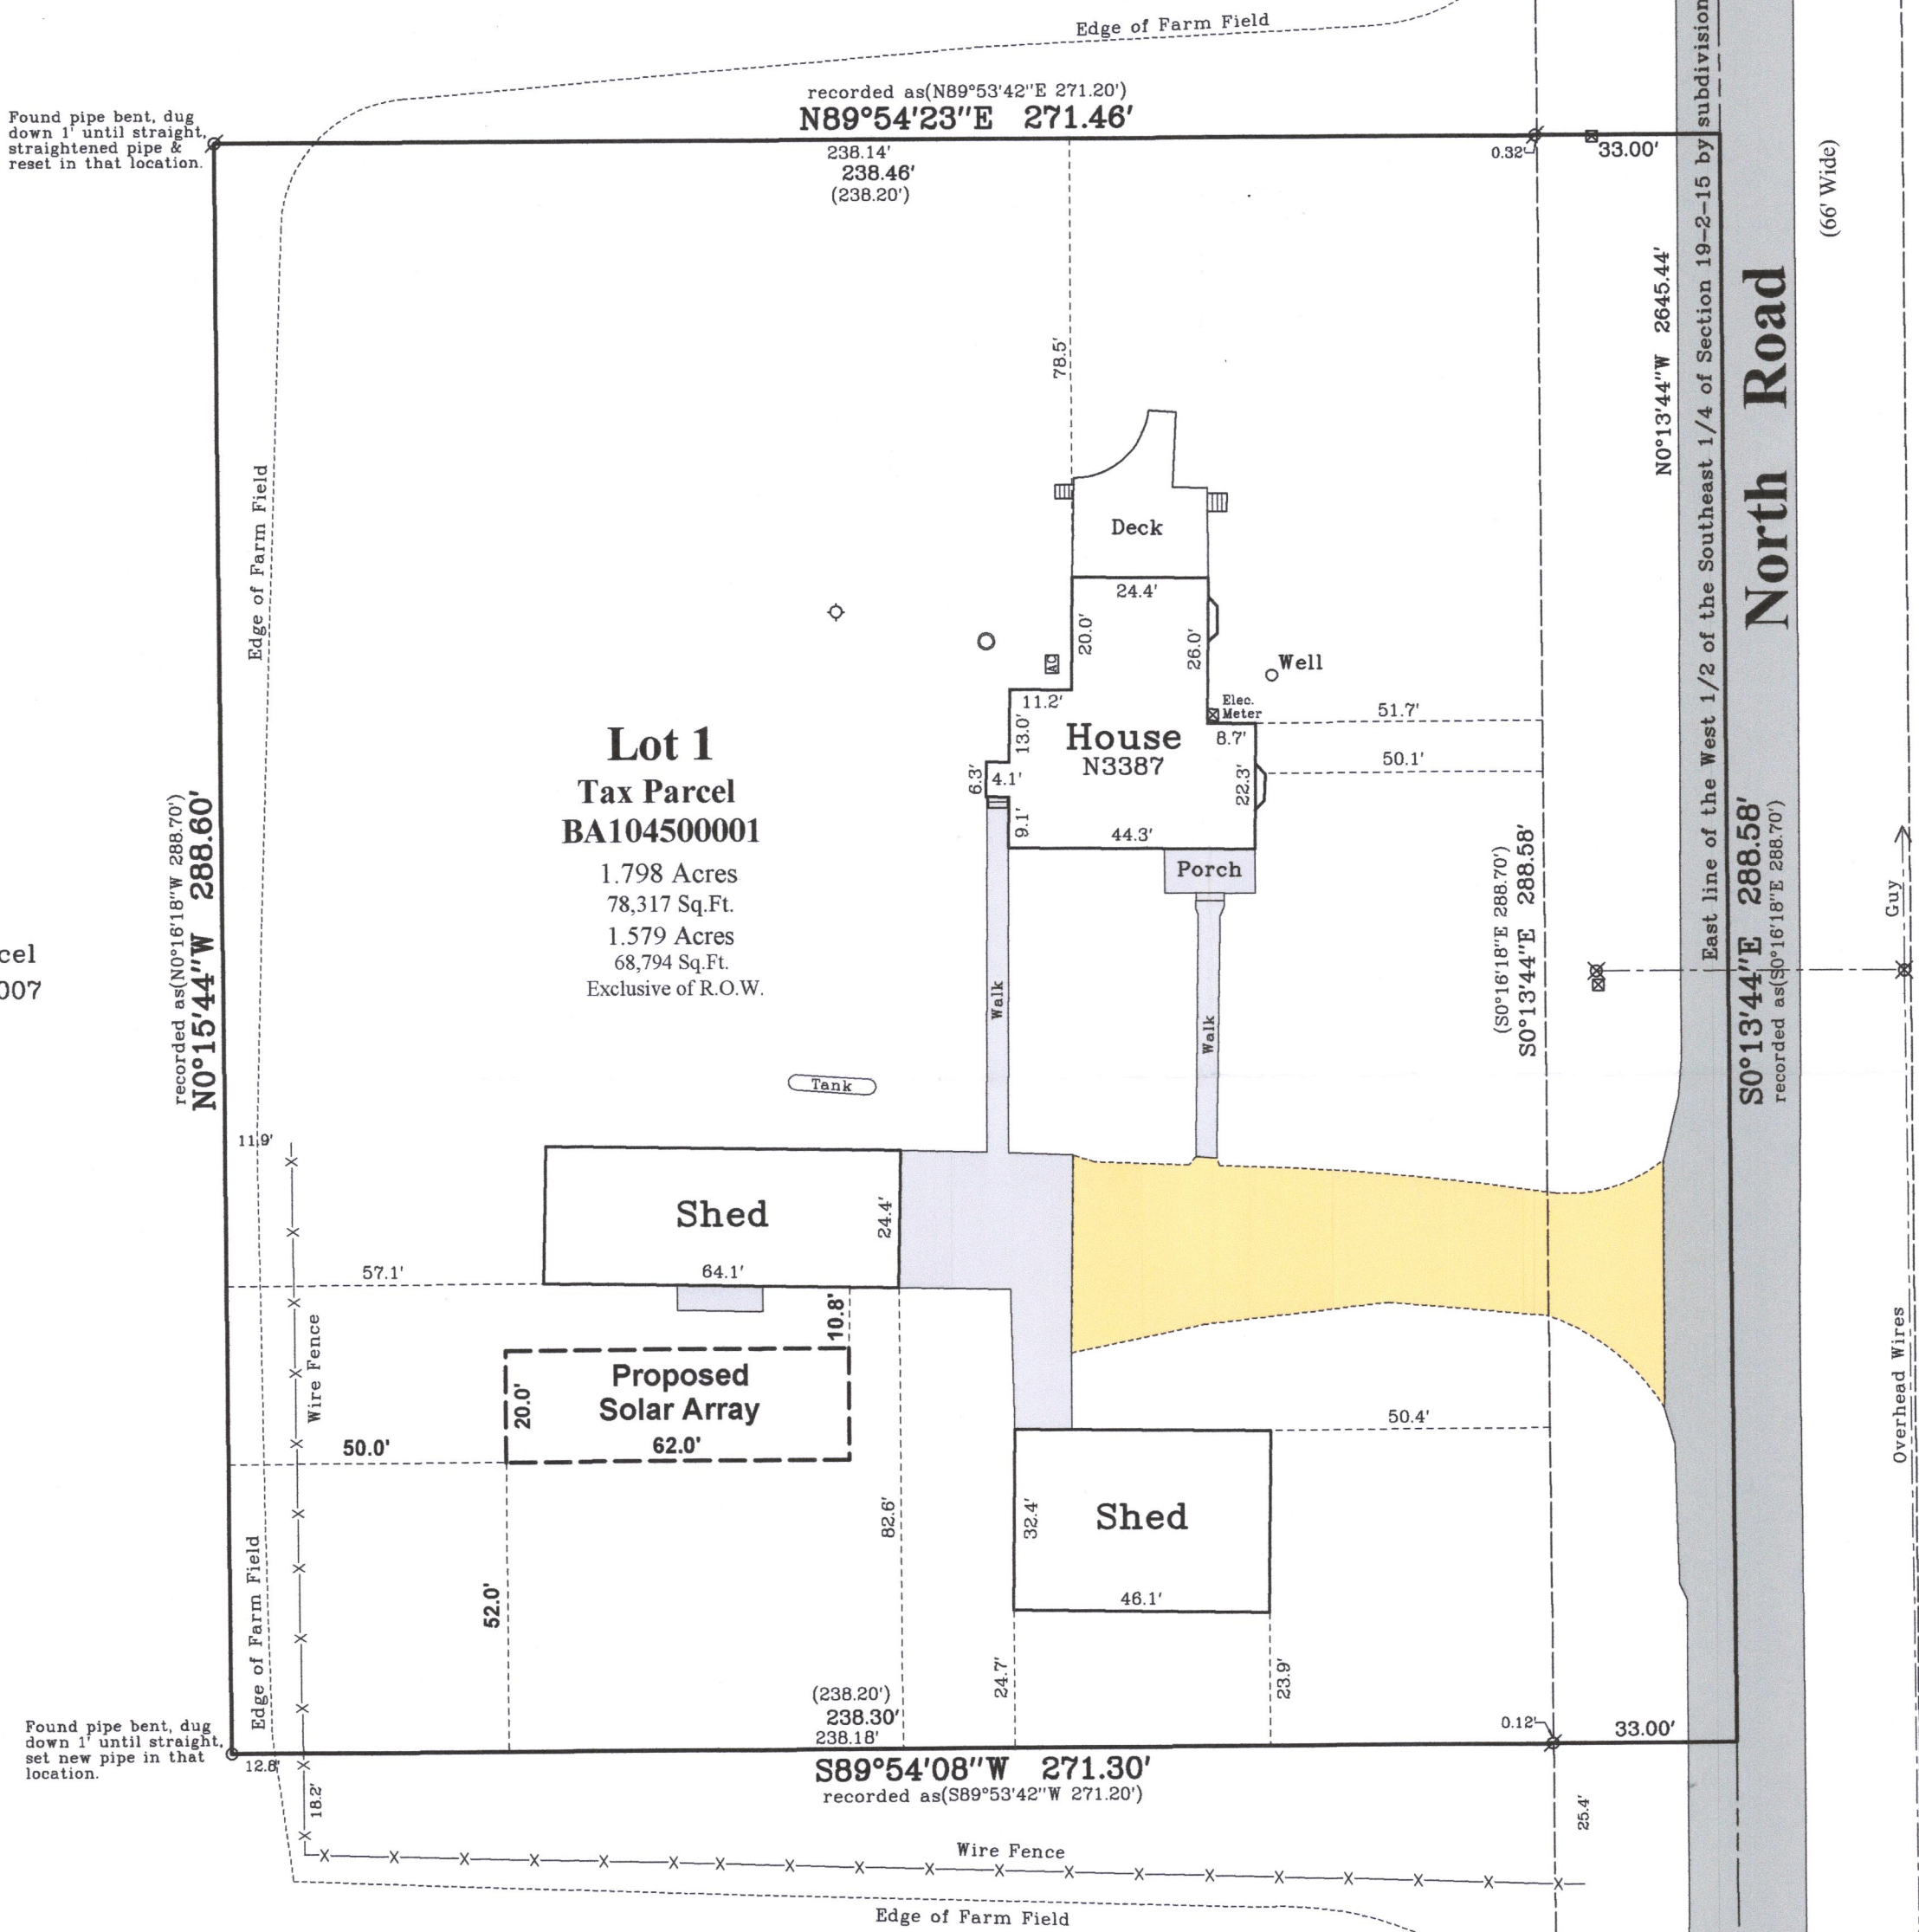 Edge of Farm Field
recorded as(N89°53'42"E 271.20')
N89°54'23"E 271.46'
Found pipe bent, dug
down 1' until straight,
straightened pipe &
reset in that location.
238.14'
238.46'
(238.20')
0.32'
33.00'
(66' Wide)
78.5'
N0°13'44"W 2645.44'
East line of the West 1/2 of the Southeast 1/4 of Section 19-2-15 by subdivision
North Road
Edge of Farm Field
Deck
24.4'
20.0'
26.0'
AC
Well
Elec.
Meter
11.2'
13.0'
House
N3387
8.7'
51.7'
50.1'
6.3'
4.1'
22.3'
9.1'
44.3'
Porch
Lot 1
Tax Parcel
BA104500001
1.798 Acres
78,317 Sq.Ft.
1.579 Acres
68,794 Sq.Ft.
Exclusive of R.O.W.
recorded as(N0°16'18"W 288.70')
N0°15'44"W 288.60'
cel
007
(S0°16'18"E 288.70')
S0°13'44"E 288.58'
S0°13'44"E 288.58'
recorded as(S0°16'18"E 288.70')
Guy
Walk
Walk
Tank
11.9'
Shed
24.4'
64.1'
57.1'
10.8'
Wire Fence
Proposed
Solar Array
20.0'
62.0'
50.0'
50.4'
Overhead Wires
82.6'
32.4'
Shed
46.1'
52.0'
Edge of Farm Field
24.7'
23.9'
(238.20')
238.30'
238.18'
0.12'
33.00'
Found pipe bent, dug
down 1' until straight,
set new pipe in that
location.
12.8'
S89°54'08"W 271.30'
recorded as(S89°53'42"W 271.20')
18.2'
25.4'
Wire Fence
Edge of Farm Field